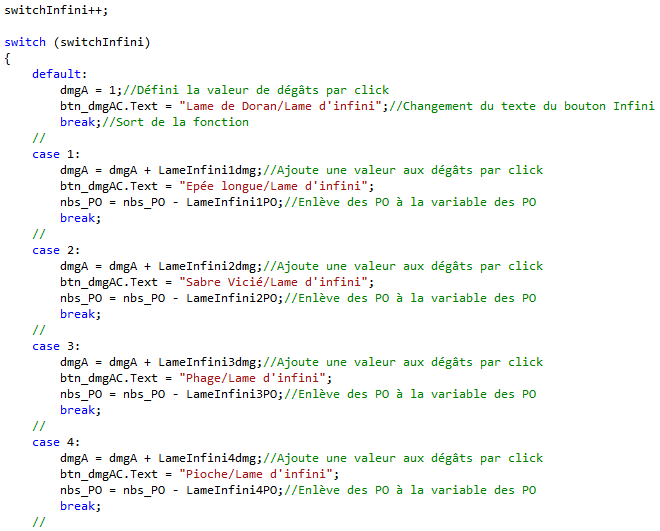 switchInfini++;

switch (switchInfini)
{
    default:
        dmgA = 1;//Défini la valeur de dégâts par click
        btn_dmgAC.Text = "Lame de Doran/Lame d'infini";//Changement du texte du bouton Infini
        break;//Sort de la fonction
    //
    case 1:
        dmgA = dmgA + LameInfini1dmg;//Ajoute une valeur aux dégâts par click
        btn_dmgAC.Text = "Epée longue/Lame d'infini";
        nbs_PO = nbs_PO - LameInfini1PO;//Enlève des PO à la variable des PO
        break;
    //
    case 2:
        dmgA = dmgA + LameInfini2dmg;//Ajoute une valeur aux dégâts par click
        btn_dmgAC.Text = "Sabre Vicié/Lame d'infini";
        nbs_PO = nbs_PO - LameInfini2PO;//Enlève des PO à la variable des PO
        break;
    //
    case 3:
        dmgA = dmgA + LameInfini3dmg;//Ajoute une valeur aux dégâts par click
        btn_dmgAC.Text = "Phage/Lame d'infini";
        nbs_PO = nbs_PO - LameInfini3PO;//Enlève des PO à la variable des PO
        break;
    //
    case 4:
        dmgA = dmgA + LameInfini4dmg;//Ajoute une valeur aux dégâts par click
        btn_dmgAC.Text = "Pioche/Lame d'infini";
        nbs_PO = nbs_PO - LameInfini4PO;//Enlève des PO à la variable des PO
        break;
    //